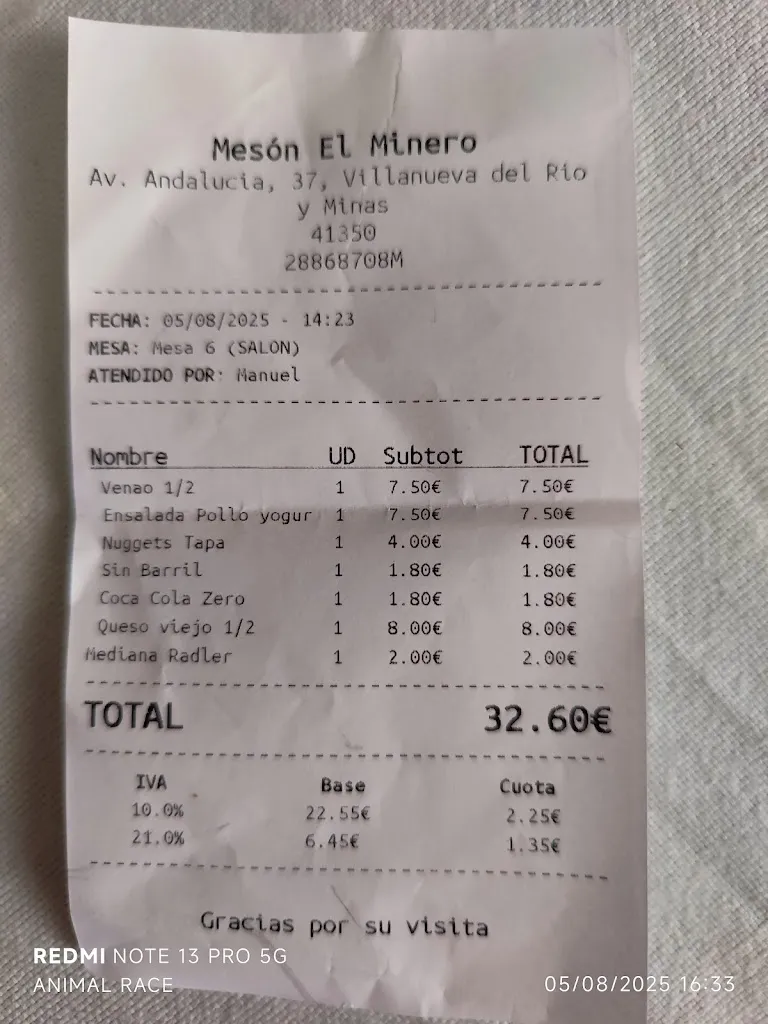 Mesón El Minero
Av. Andalucia, 37, Villanueva del Rio
y Minas
41350
28868708M
FECHA: 05/08/2025 - 14:23
MESA: Mesa 6 (SALON)
ATENDIDO POR: Manuel
Nombre UD Subtot TOTAL
Venao 1/2 1 7.50€ 7.50€
Ensalada Pollo yogur 1 7.50€ 7.50€
Nuggets Tapa 1 4.00€ 4.00€
Sin Barril 1 1.80€ 1.80€
Coca Cola Zero 1 1.80€ 1.80€
Queso viejo 1/2 1 8.00€ 8.00€
Mediana Radler 1 2.00€ 2.00€
TOTAL 32.60€
IVA Base Cuota
10.0% 22.55€ 2.25€
21.0% 6.45€ 1.35€
Gracias por su visita
REDMI NOTE 13 PRO 5G
ANIMAL RACE 05/08/2025 16:33